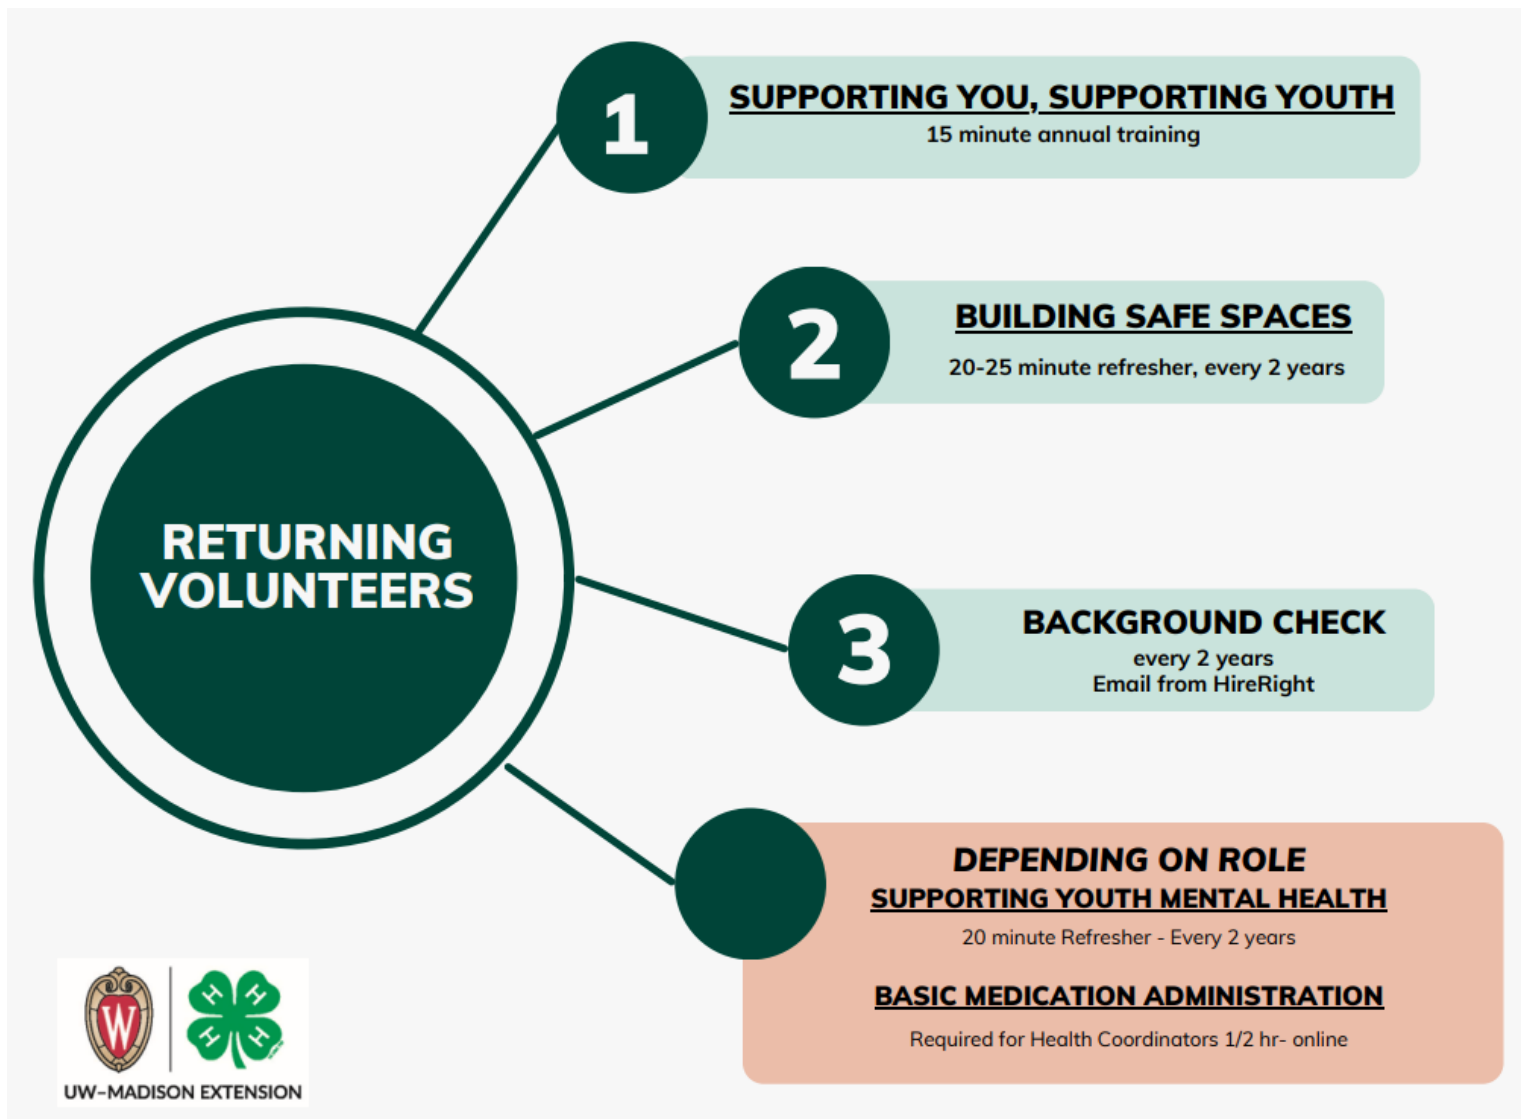 1
SUPPORTING YOU, SUPPORTING YOUTH
15 minute annual training
2
BUILDING SAFE SPACES
20-25 minute refresher, every 2 years
RETURNING
VOLUNTEERS
3
BACKGROUND CHECK
every 2 years
Email from HireRight
DEPENDING ON ROLE
SUPPORTING YOUTH MENTAL HEALTH
20 minute Refresher - Every 2 years
BASIC MEDICATION ADMINISTRATION
Required for Health Coordinators 1/2 hr- online
W
H H
H H
UW-MADISON EXTENSION